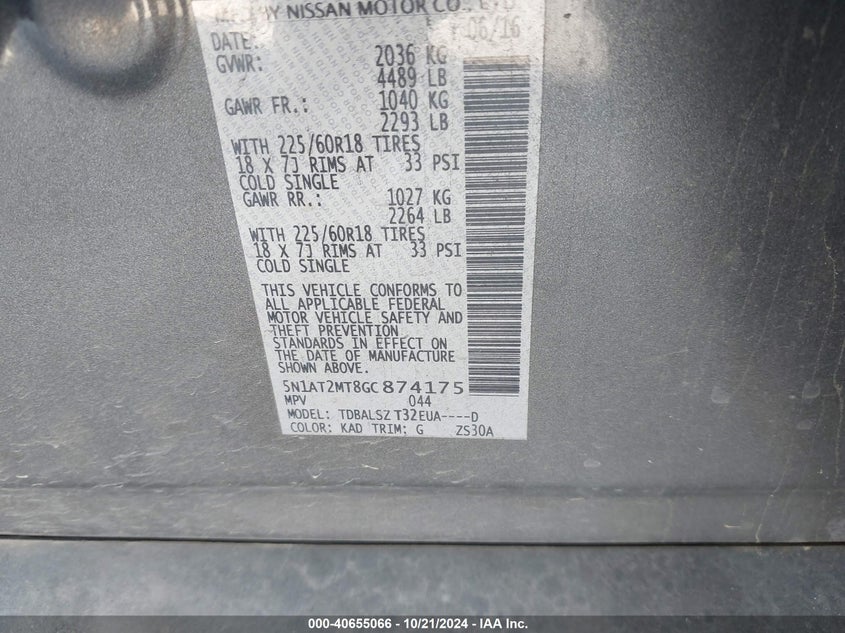 BY NISSAN MOTOR CO., LTD
DATE: 06/16
GVWR: 2036 KG
4489 LB
GAWR FR.: 1040 KG
2293 LB
WITH 225/60R18 TIRES
18 X 7J RIMS AT 33 PSI
COLD SINGLE
GAWR RR.: 1027 KG
2264 LB
WITH 225/60R18 TIRES
18 X 7J RIMS AT 33 PSI
COLD SINGLE
THIS VEHICLE CONFORMS TO
ALL APPLICABLE FEDERAL
MOTOR VEHICLE SAFETY AND
THEFT PREVENTION
STANDARDS IN EFFECT ON
THE DATE OF MANUFACTURE
SHOWN ABOVE.
5N1AT2MT8GC874175
MPV 044
MODEL: TDBALSZ T32EUA----D
COLOR: KAD TRIM: G ZS30A
000-40655066 - 10/21/2024 - IAA Inc.